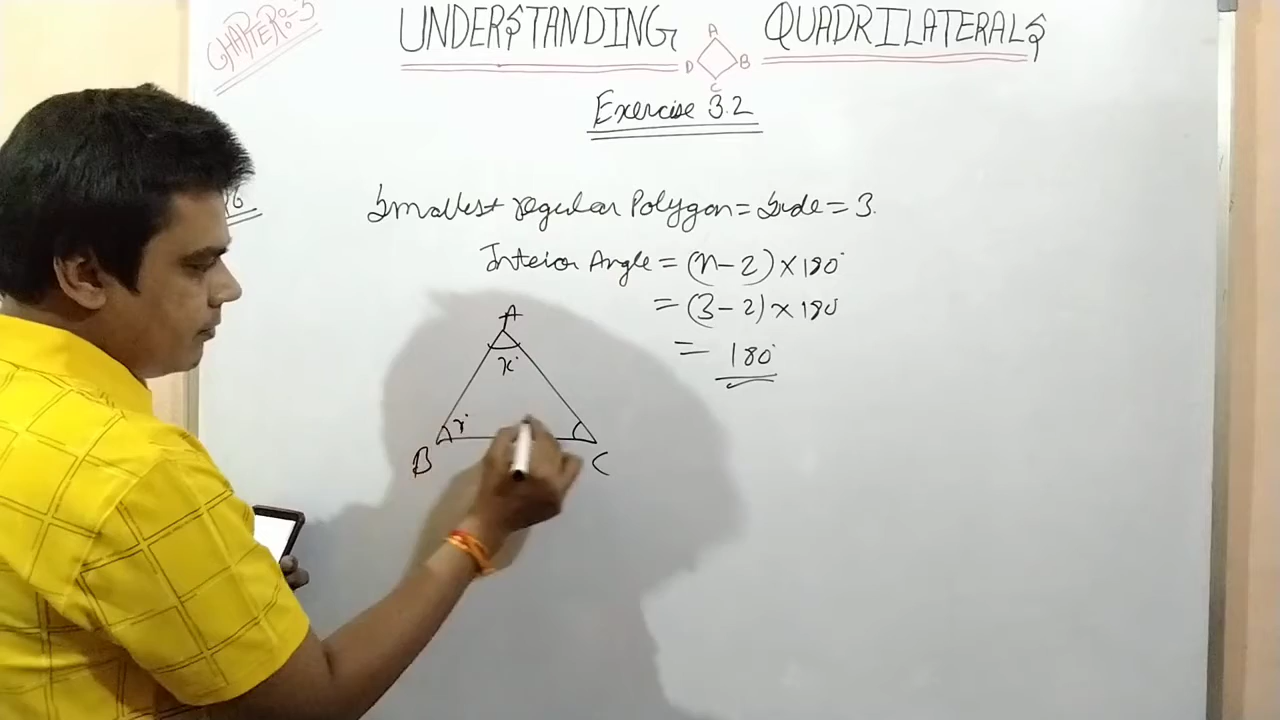 CHAPTER:-3
UNDERSTANDING QUADRILATERALS
A
D B
C
Exercise 3.2
Smallest regular Polygon = Side = 3.
Interior Angle = (n-2) × 180°
= (3-2) × 180
= 180°
A
x°
x°
B C